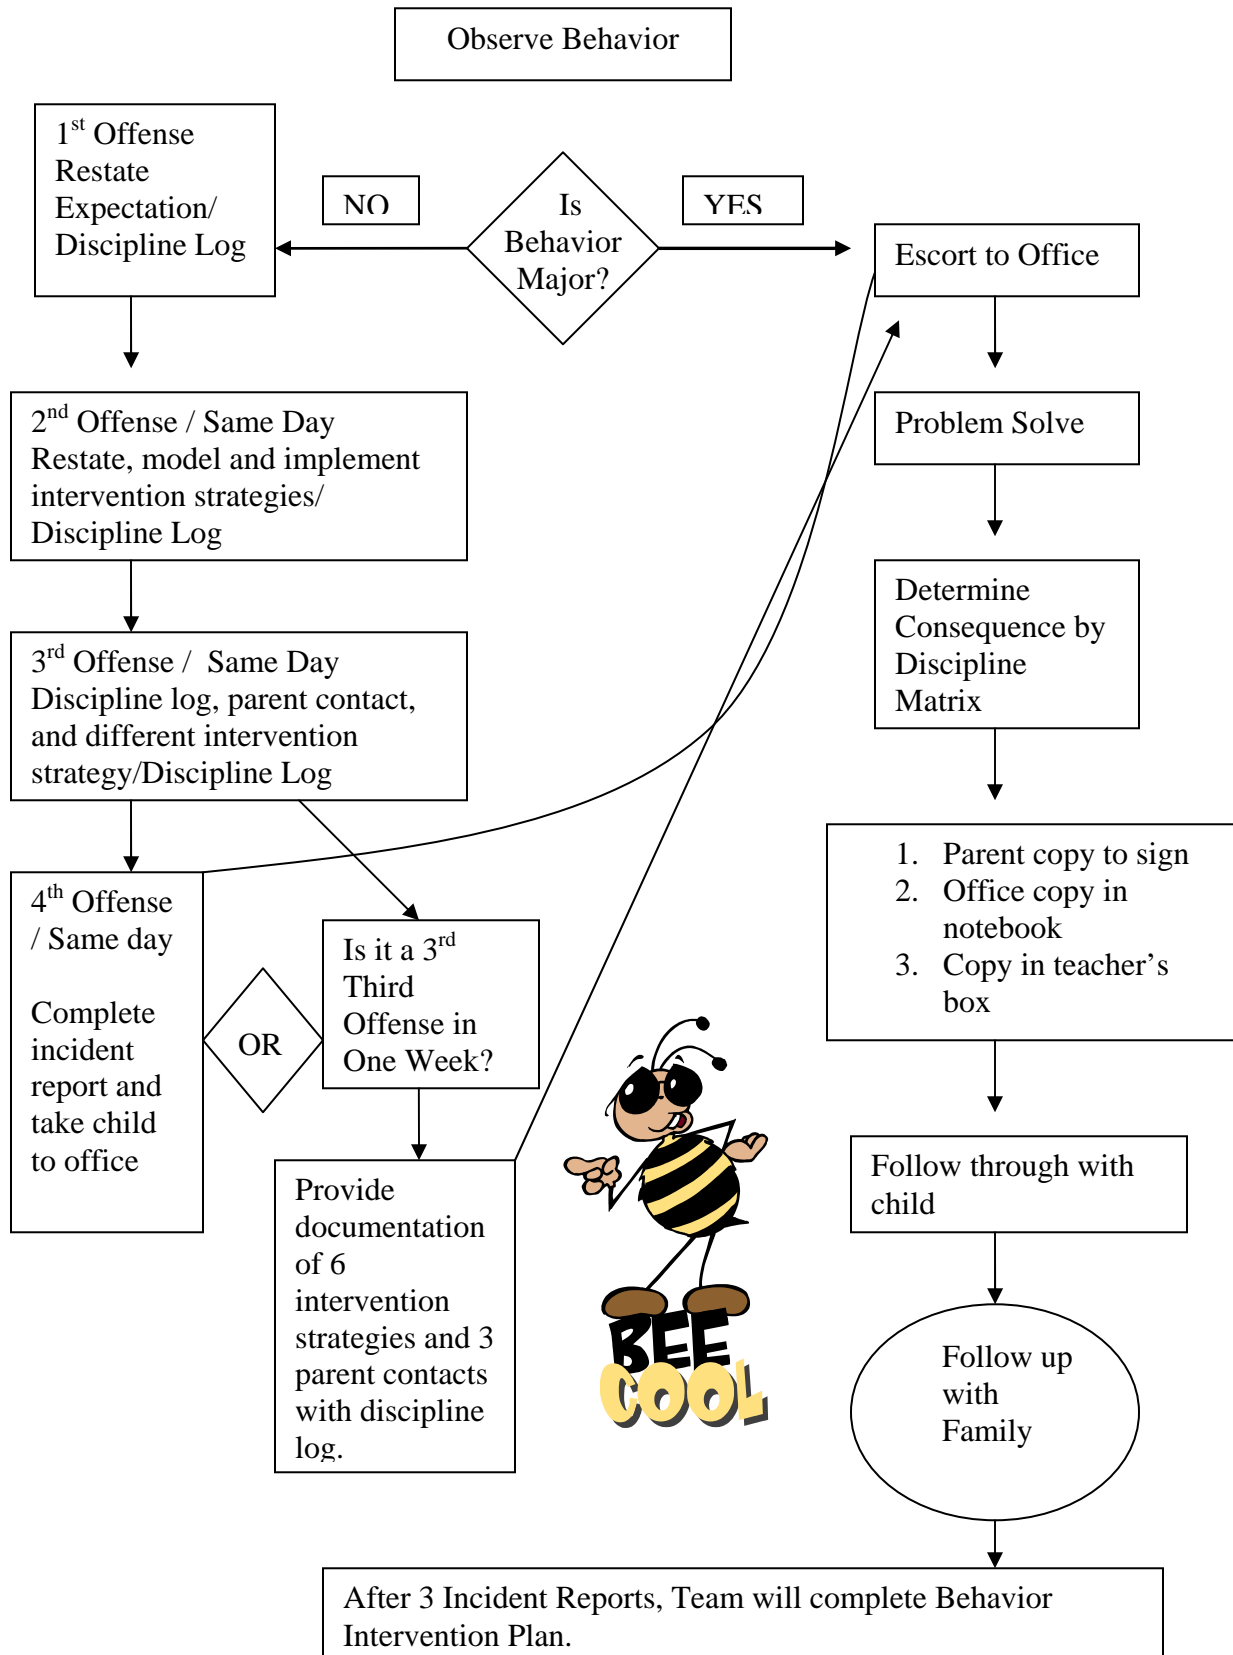 Observe Behavior
1st Offense
Restate
Expectation/
Discipline Log
NO
Is
Behavior
Major?
YES
Escort to Office
2nd Offense / Same Day
Restate, model and implement
intervention strategies/
Discipline Log
Problem Solve
3rd Offense /  Same Day
Discipline log, parent contact,
and different intervention
strategy/Discipline Log
Determine
Consequence by
Discipline
Matrix
4th Offense
/ Same day
Complete
incident
report and
take child
to office
OR
Is it a 3rd
Third
Offense in
One Week?
1. Parent copy to sign
2. Office copy in
notebook
3. Copy in teacher’s
box
Provide
documentation
of 6
intervention
strategies and 3
parent contacts
with discipline
log.
BEE
COOL
Follow through with
child
Follow up
with
Family
After 3 Incident Reports, Team will complete Behavior
Intervention Plan.